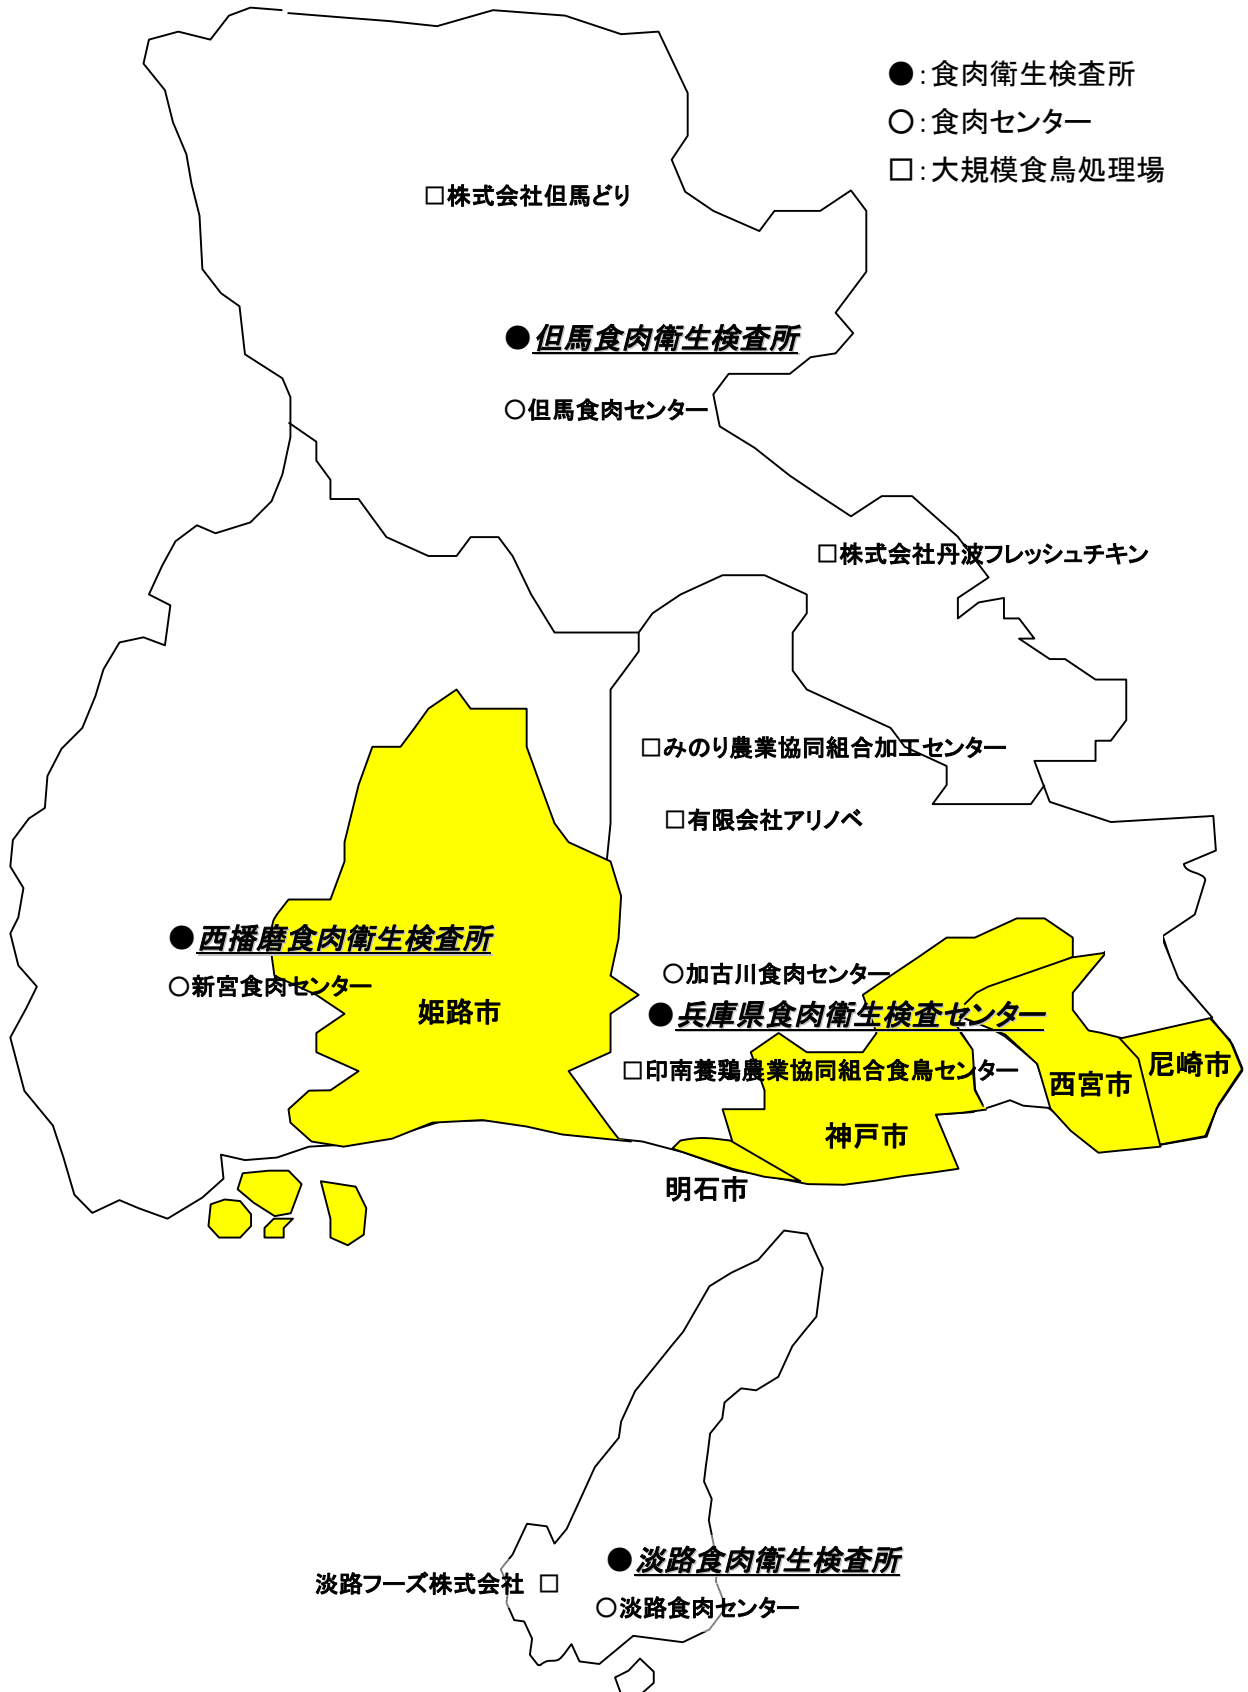 ●:食肉衛生検査所
○:食肉センター
□:大規模食鳥処理場
□株式会社但馬どり
●但馬食肉衛生検査所
○但馬食肉センター
□株式会社丹波フレッシュチキン
□みのり農業協同組合加工センター
□有限会社アリノベ
●西播磨食肉衛生検査所
○新宮食肉センター
姫路市
○加古川食肉センター
●兵庫県食肉衛生検査センター
□印南養鶏農業協同組合食鳥センター
尼崎市
西宮市
神戸市
明石市
●淡路食肉衛生検査所
淡路フーズ株式会社 □
○淡路食肉センター